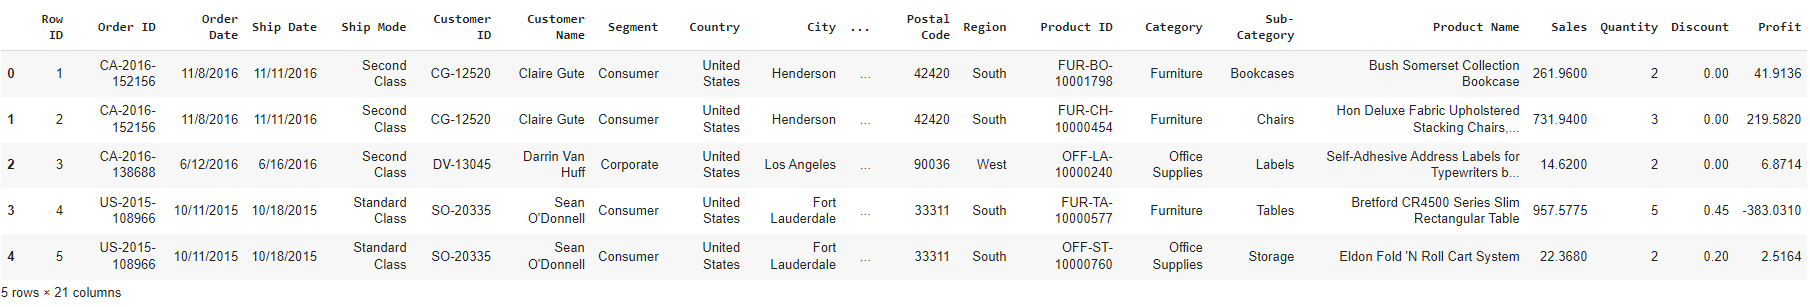 Row ID Order ID Order Date Ship Date Ship Mode Customer ID Customer Name Segment Country City ... Postal Code Region Product ID Category Sub-Category Product Name Sales Quantity Discount Profit
0 1 CA-2016-152156 11/8/2016 11/11/2016 Second Class CG-12520 Claire Gute Consumer United States Henderson ... 42420 South FUR-BO-10001798 Furniture Bookcases Bush Somerset Collection Bookcase 261.9600 2 0.00 41.9136
1 2 CA-2016-152156 11/8/2016 11/11/2016 Second Class CG-12520 Claire Gute Consumer United States Henderson ... 42420 South FUR-CH-10000454 Furniture Chairs Hon Deluxe Fabric Upholstered Stacking Chairs,... 731.9400 3 0.00 219.5820
2 3 CA-2016-138688 6/12/2016 6/16/2016 Second Class DV-13045 Darrin Van Huff Corporate United States Los Angeles ... 90036 West OFF-LA-10000240 Office Supplies Labels Self-Adhesive Address Labels for Typewriters b... 14.6200 2 0.00 6.8714
3 4 US-2015-108966 10/11/2015 10/18/2015 Standard Class SO-20335 Sean O'Donnell Consumer United States Fort Lauderdale ... 33311 South FUR-TA-10000577 Furniture Tables Bretford CR4500 Series Slim Rectangular Table 957.5775 5 0.45 -383.0310
4 5 US-2015-108966 10/11/2015 10/18/2015 Standard Class SO-20335 Sean O'Donnell Consumer United States Fort Lauderdale ... 33311 South OFF-ST-10000760 Office Supplies Storage Eldon Fold 'N Roll Cart System 22.3680 2 0.20 2.5164
5 rows × 21 columns